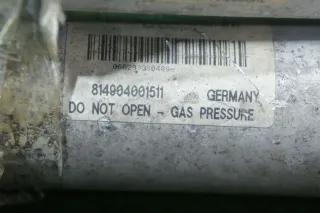 814904001511 GERMANY
DO NOT OPEN - GAS PRESSURE